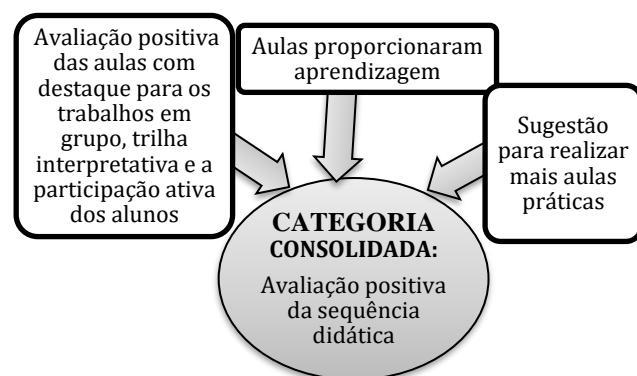 Avaliação positiva
das aulas com
destaque para os
trabalhos em
grupo, trilha
interpretativa e a
participação ativa
dos alunos
Aulas proporcionaram
aprendizagem
Sugestão
para realizar
mais aulas
práticas
CATEGORIA
CONSOLIDADA:
Avaliação positiva
da sequência
didática